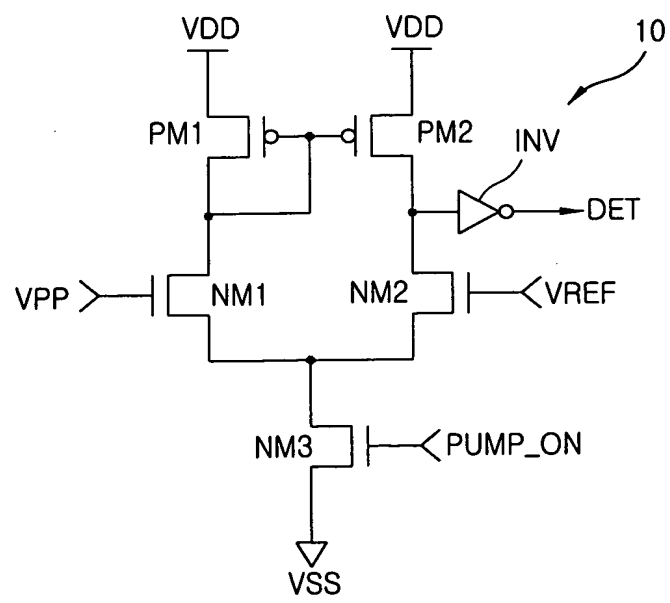 VDD
VDD
10
PM1
PM2
INV
DET
VPP
NM1
NM2
VREF
NM3
PUMP_ON
VSS